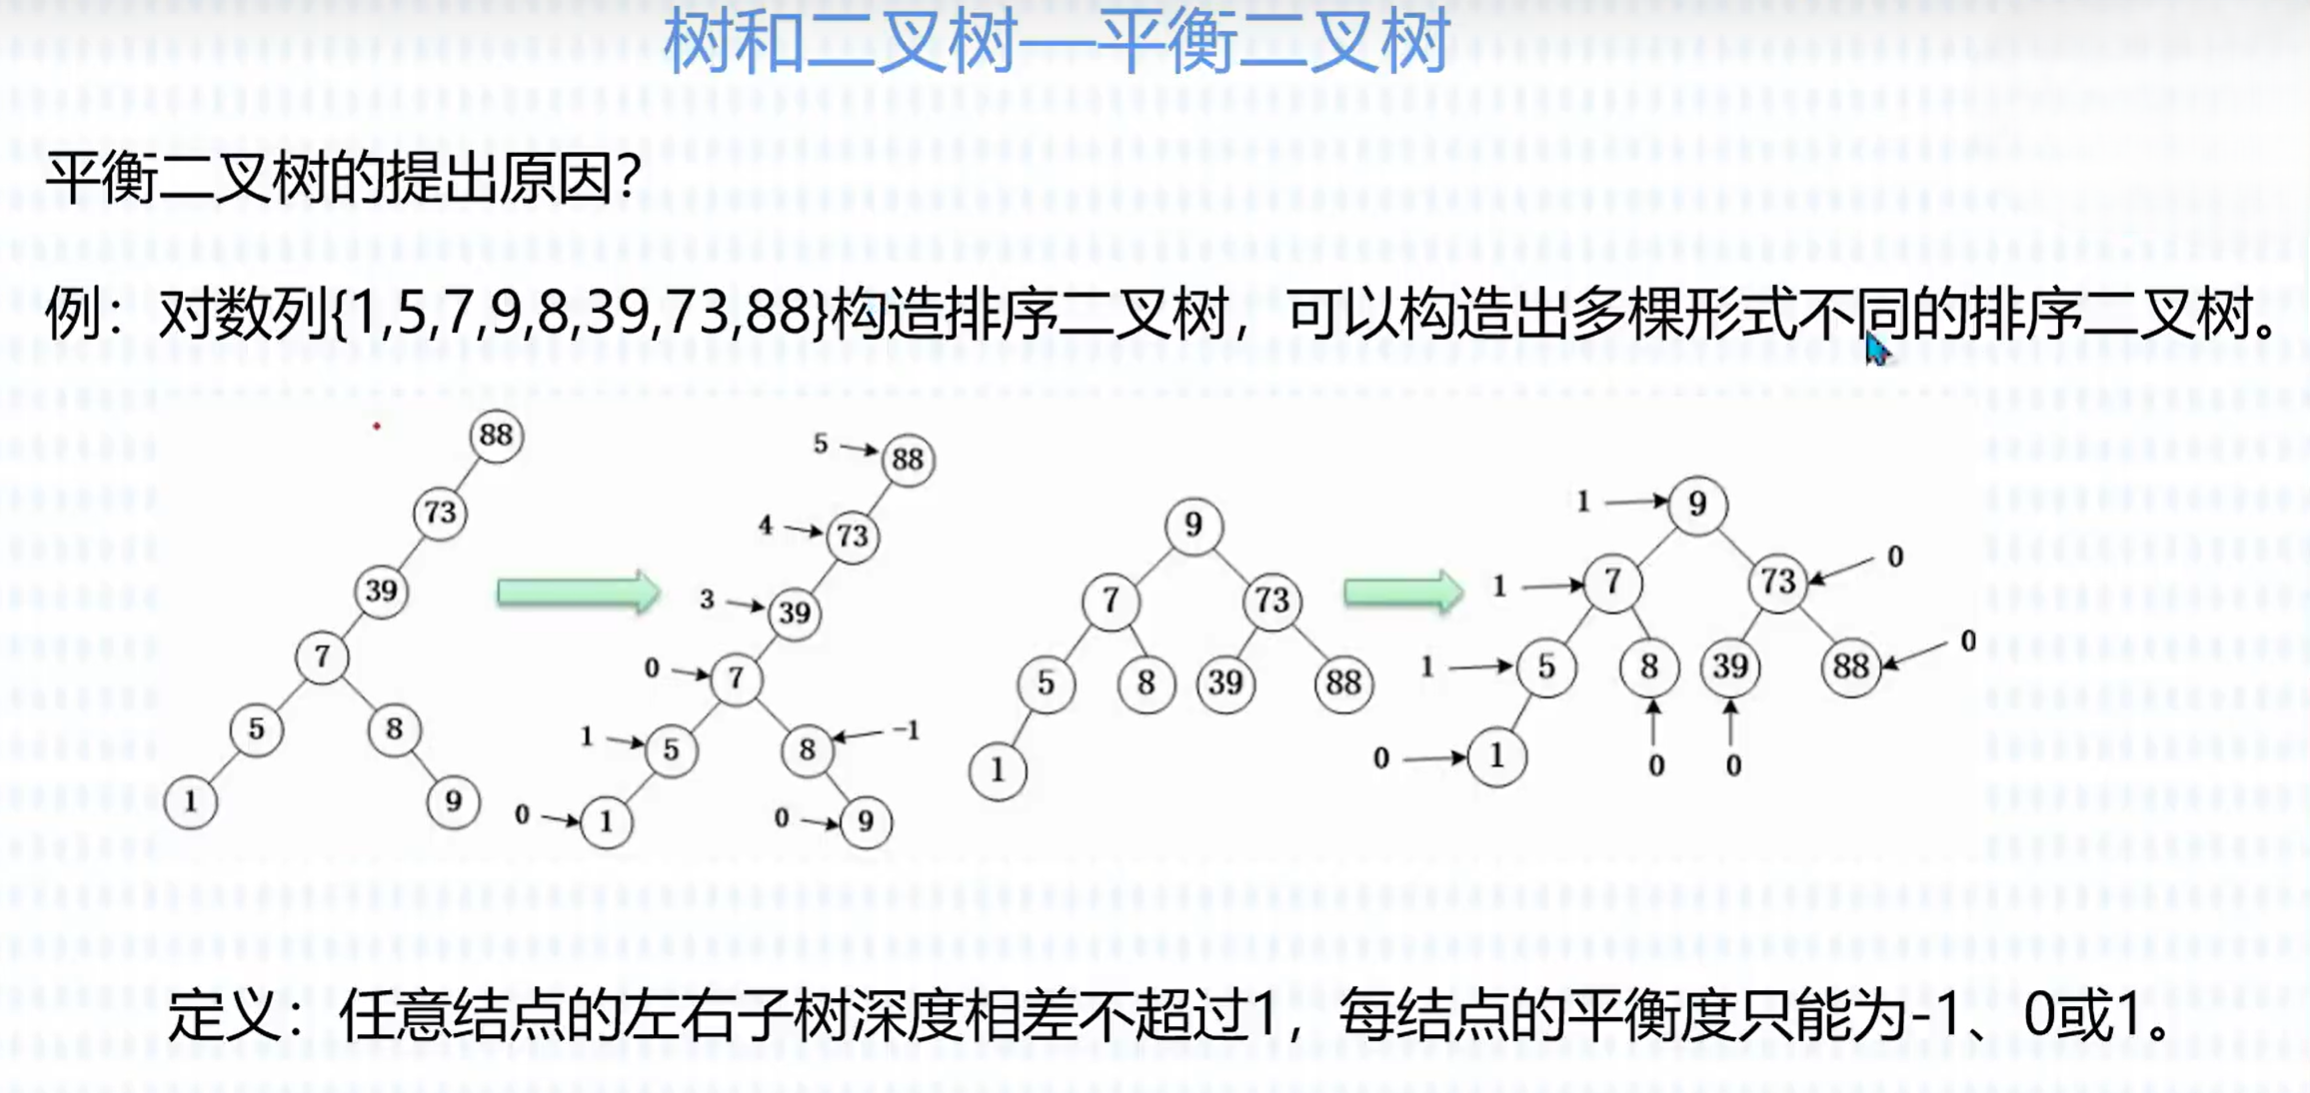 树和二叉树—平衡二叉树
平衡二叉树的提出原因?
例：对数列{1,5,7,9,8,39,73,88}构造排序二叉树，可以构造出多棵形式不同的排序二叉树。
88
73
39
7
5 8
1 9
5 88
4 73
3 39
0 7
1 5 8 -1
0 1 0 9
9
7 73
5 8 39 88
1
1 9
1 7 73 0
1 5 8 39 88 0
0 1 0 0
定义：任意结点的左右子树深度相差不超过1，每结点的平衡度只能为-1、0或1。